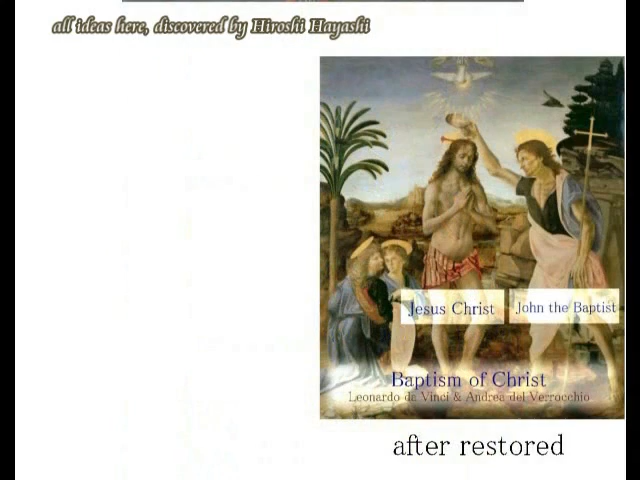 all ideas here, discovered by Hiroshi Hayashi
Jesus Christ
John the Baptist
Baptism of Christ
Leonardo da Vinci & Andrea del Verrocchio
after restored